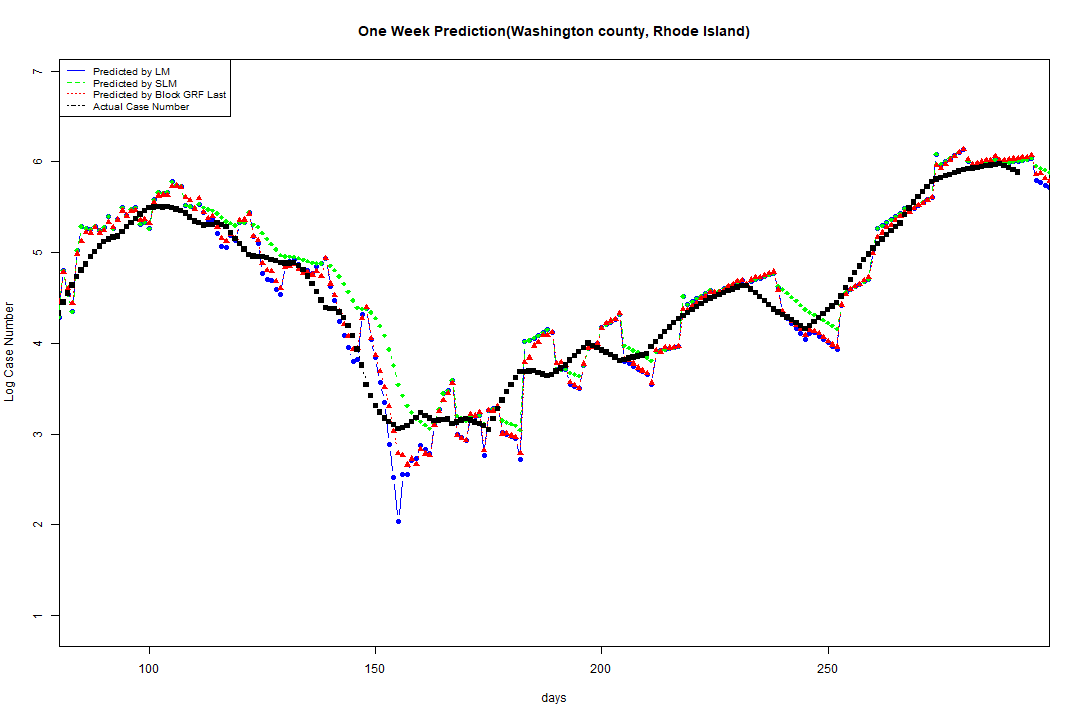 One Week Prediction(Washington county, Rhode Island)
Predicted by LM
Predicted by SLM
Predicted by Block GRF Last
Actual Case Number
Log Case Number
7
6
5
4
3
2
1
100 150 200 250
days